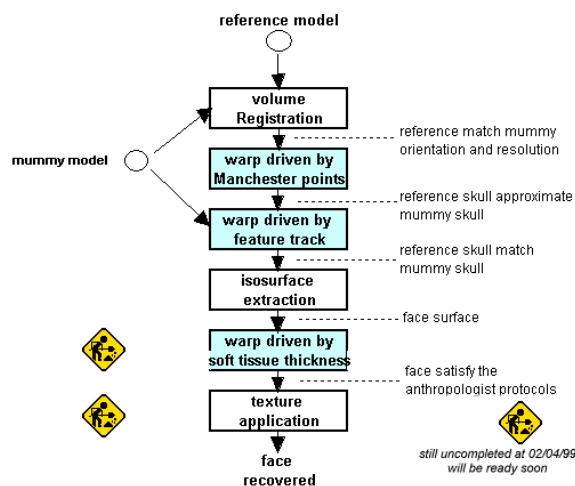 reference model
volume
Registration
reference match mummy
orientation and resolution
mummy model
warp driven by
Manchester points
reference skull approximate
mummy skull
warp driven by
feature track
reference skull match
mummy skull
isosurface
extraction
face surface
warp driven by
soft tissue thickness
face satisfy the
anthropologist protocols
texture
application
still uncompleted at 02/04/99
will be ready soon
face
recovered